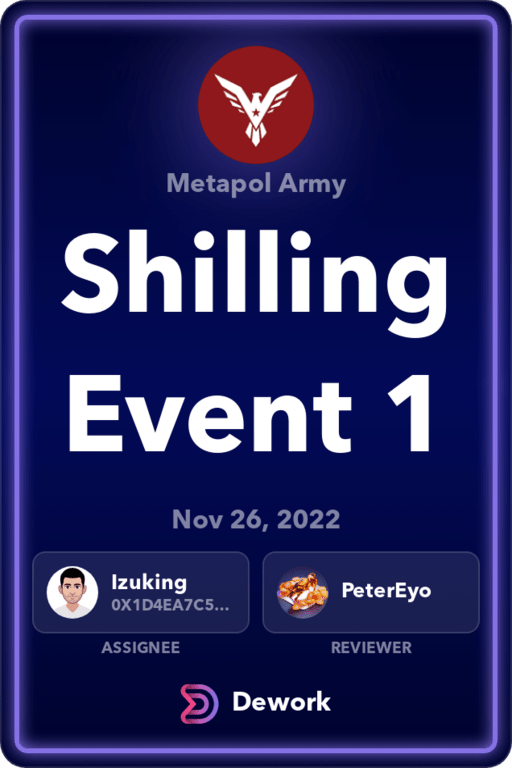 Metapol Army
Shilling
Event 1
Nov 26, 2022
Izuking
0X1D4EA7C5...
PeterEyo
ASSIGNEE
REVIEWER
Dework